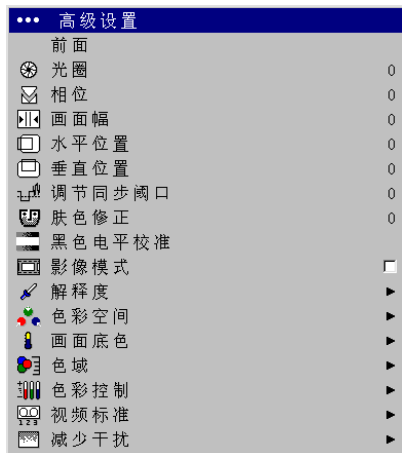 ••• 高级设置
前面
光圈 0
相位 0
画面幅 0
水平位置 0
垂直位置 0
调节同步阈口 0
肤色修正 0
黑色电平校准
影像模式
解释度
色彩空间
画面底色
色域
色彩控制
视频标准
减少干扰